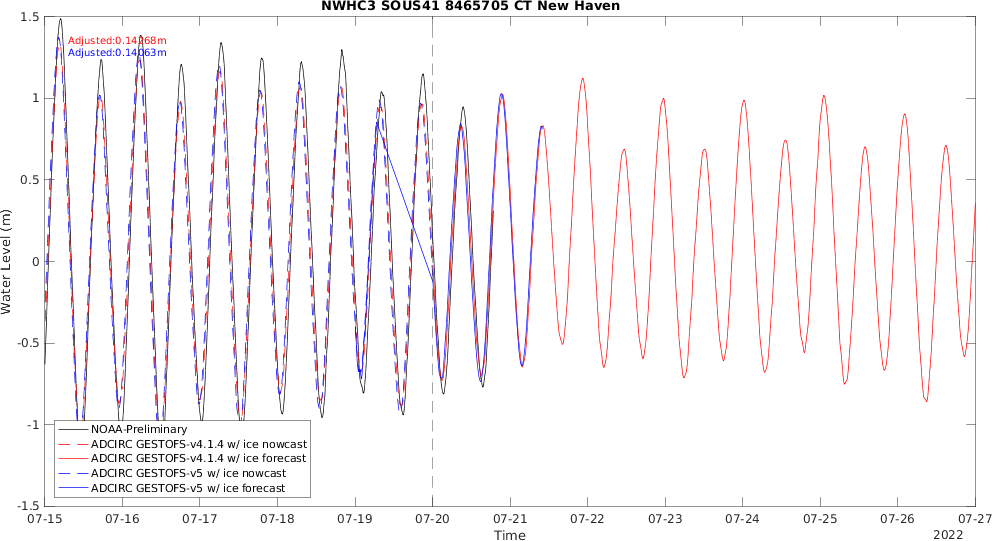 NWHC3 SOUS41 8465705 CT New Haven
Adjusted:0.14268m
Adjusted:0.14063m
1.5
1
0.5
0
-0.5
-1
-1.5
Water Level (m)
NOAA-Preliminary
ADCIRC GESTOFS-v4.1.4 w/ ice nowcast
ADCIRC GESTOFS-v4.1.4 w/ ice forecast
ADCIRC GESTOFS-v5 w/ ice nowcast
ADCIRC GESTOFS-v5 w/ ice forecast
07-15 07-16 07-17 07-18 07-19 07-20 07-21 07-22 07-23 07-24 07-25 07-26 07-27
Time
2022